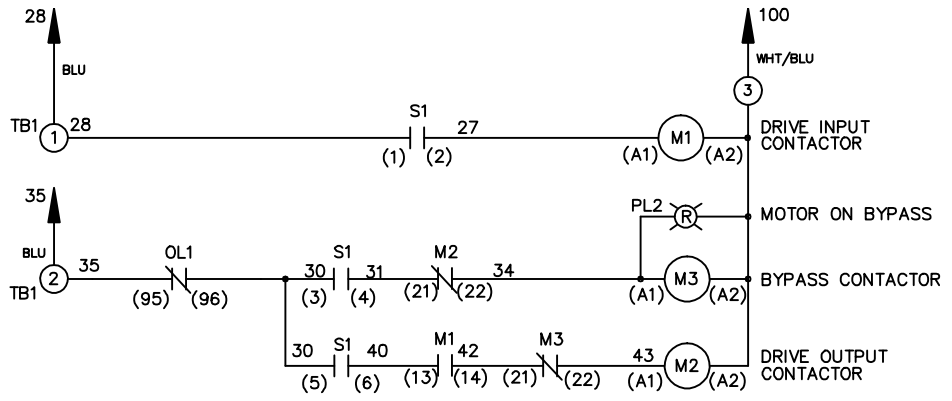 28
100
BLU
WHT/BLU
3
TB1
1
28
S1
27
M1
(1)
(2)
(A1)
(A2)
DRIVE INPUT
CONTACTOR
35
PL2
R
MOTOR ON BYPASS
BLU
TB1
2
35
OL1
(95)
(96)
30
S1
31
(3)
(4)
M2
(21)
(22)
34
(A1)
M3
(A2)
BYPASS CONTACTOR
30
S1
40
(5)
(6)
M1
42
(13)
(14)
M3
(21)
(22)
43
(A1)
M2
(A2)
DRIVE OUTPUT
CONTACTOR